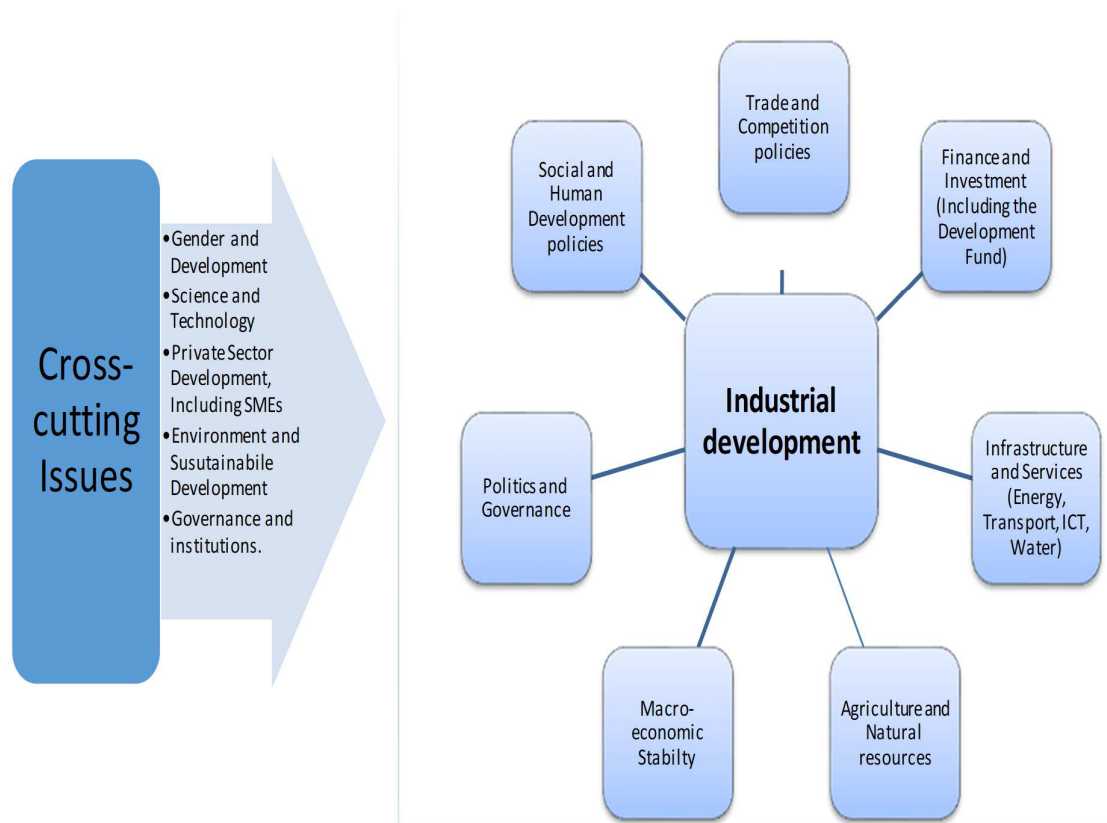 Cross-
cutting
Issues
•Gender and
Development
•Science and
Technology
•Private Sector
Development,
Including SMEs
•Environment and
Susutainabile
Development
•Governance and
institutions.
Trade and
Competition
policies
Social and
Human
Development
policies
Finance and
Investment
(Including the
Development
Fund)
Industrial
development
Politics and
Governance
Infrastructure
and Services
(Energy,
Transport, ICT,
Water)
Macro-
economic
Stabilty
Agriculture and
Natural
resources